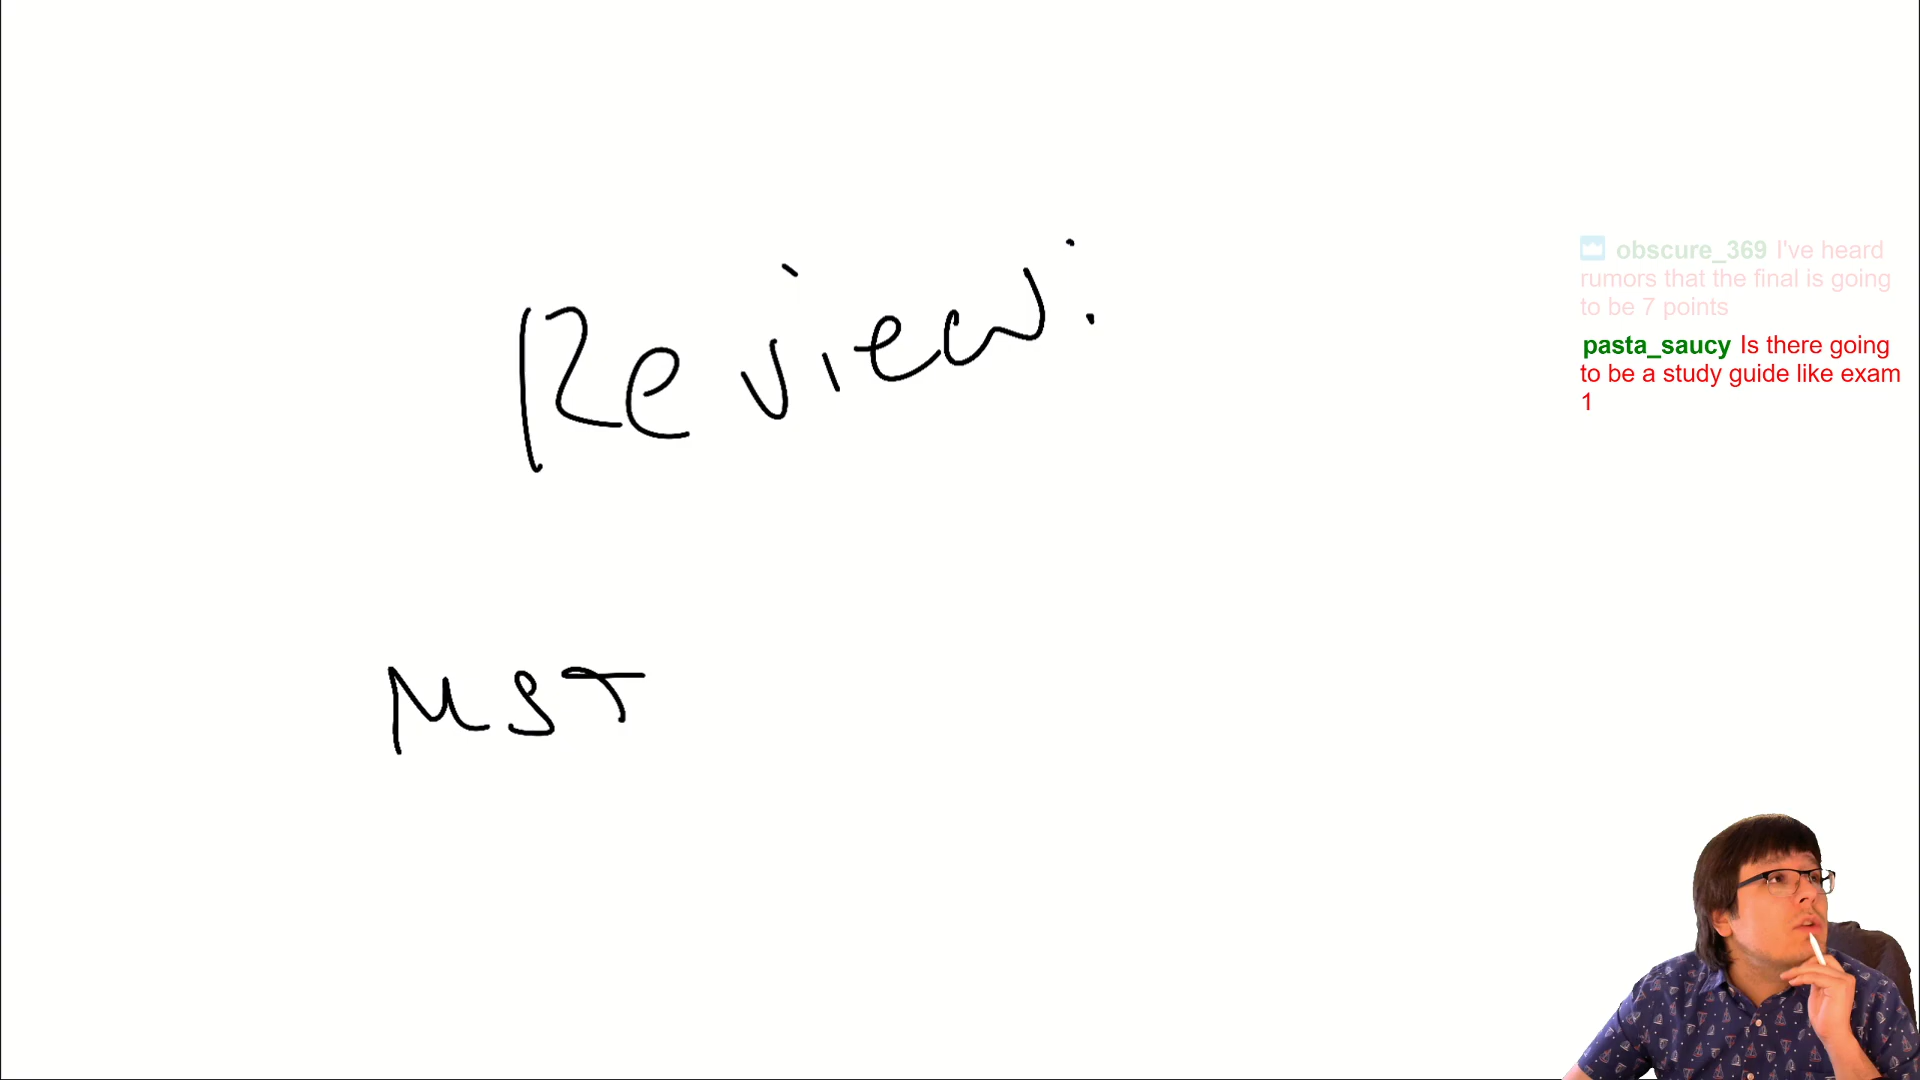 Review:
MST
obscure_369 I've heard
rumors that the final is going
to be 7 points
pasta_saucy Is there going
to be a study guide like exam
1